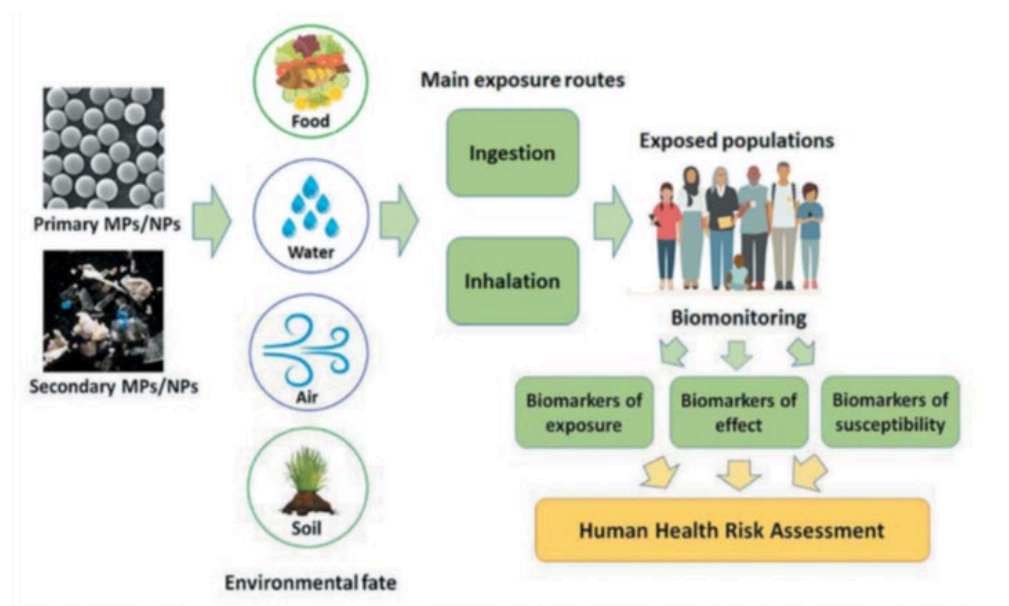 Primary MPs/NPs
Secondary MPs/NPs
Food
Water
Air
Soil
Environmental fate
Main exposure routes
Ingestion
Inhalation
Exposed populations
Biomonitoring
Biomarkers of
exposure
Biomarkers of
effect
Biomarkers of
susceptibility
Human Health Risk Assessment